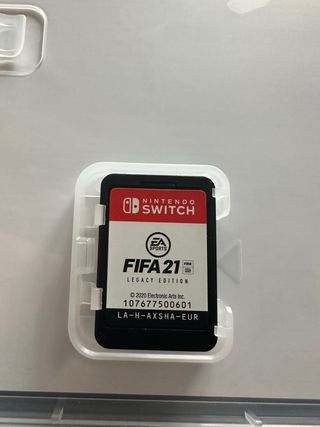 NINTENDO
SWITCH
EA
SPORTS
FIFA 21
LEGACY EDITION
© 2020 Electronic Arts Inc.
107677500601
LA-H-AXSHA-EUR